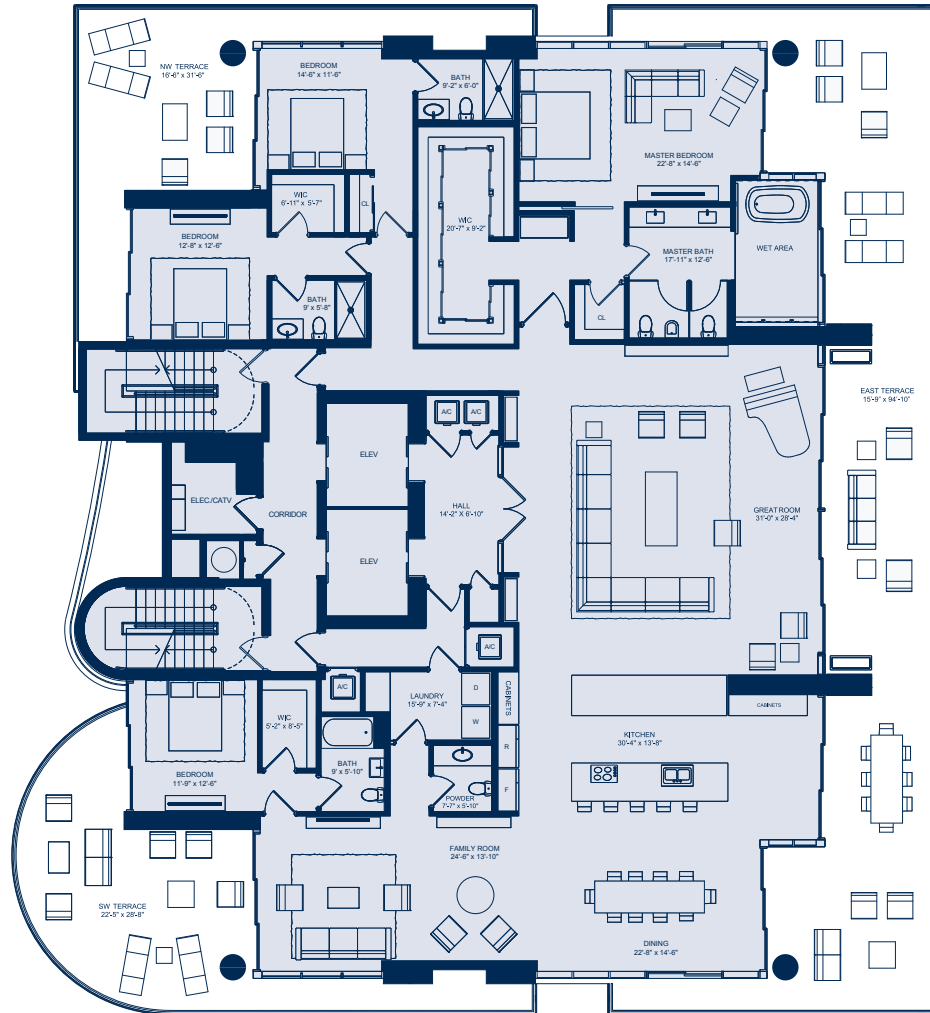 NW TERRACE
16'-6" x 31'-6"
BEDROOM
14'-6" x 11'-6"
BATH
9'-2" x 6'-0"
MASTER BEDROOM
22'-8" x 14'-6"
WIC
6'-11" x 5'-7"
CL
WIC
20'-7" x 9'-2"
BEDROOM
12'-8" x 12'-6"
MASTER BATH
17'-11" x 12'-6"
WET AREA
BATH
9' x 5'-8"
CL
EAST TERRACE
15'-9" x 94'-10"
A/C
A/C
ELEV
ELEC./CATV
CORRIDOR
HALL
14'-2" X 6'-10"
GREAT ROOM
31'-0" x 28'-4"
ELEV
A/C
A/C
LAUNDRY
15'-9" x 7'-4"
D
W
CABINETS
CABINETS
WIC
5'-2" x 8'-5"
KITCHEN
30'-4" x 13'-8"
R
F
BATH
9' x 5'-10"
BEDROOM
11'-9" x 12'-6"
POWDER
7'-7" x 5'-10"
FAMILY ROOM
24'-6" x 13'-10"
SW TERRACE
22'-5" x 28'-8"
DINING
22'-8" x 14'-6"